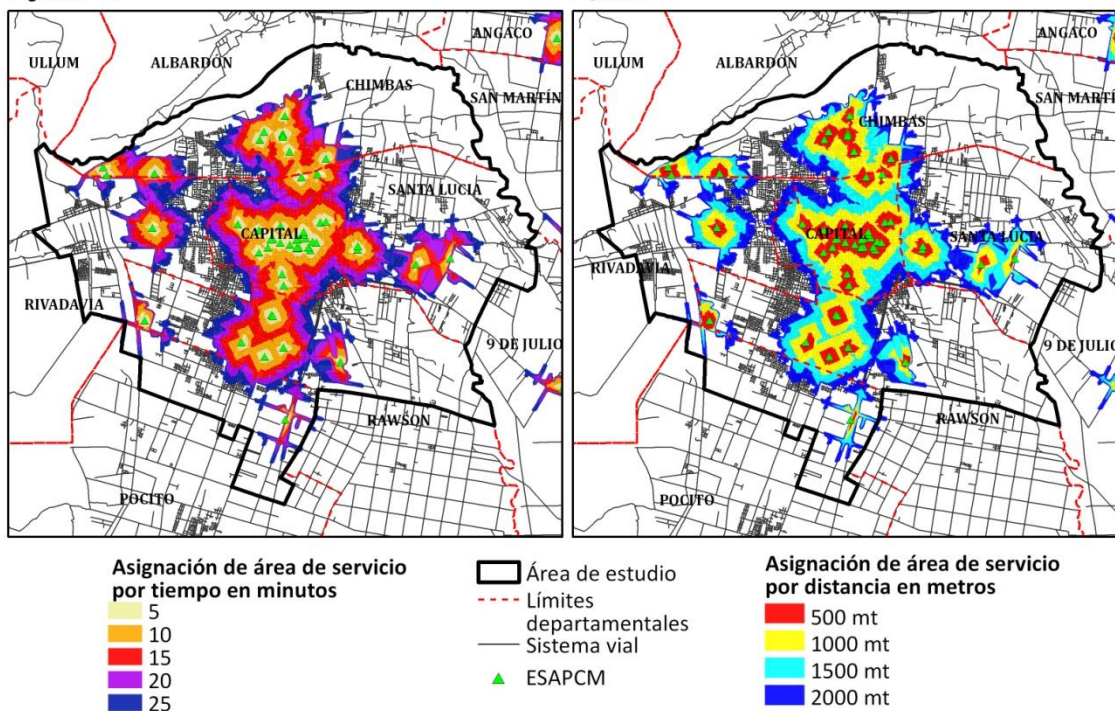 ULLUM
ALBARDÓN
CHIMBAS
ANGACO
SAN MARTÍN
SANTA LUCIA
CAPITAL
RIVADAVIA
9 DE JULIO
RAWSON
POCITO
ULLUM
ALBARDÓN
CHIMBAS
ANGACO
SAN MARTÍN
CAPITAL
SANTA LUCIA
RIVADAVIA
9 DE JULIO
RAWSON
POCITO
Asignación de área de servicio
por tiempo en minutos
5
10
15
20
25
Área de estudio
Límites
departamentales
Sistema vial
ESAPCM
Asignación de área de servicio
por distancia en metros
500 mt
1000 mt
1500 mt
2000 mt